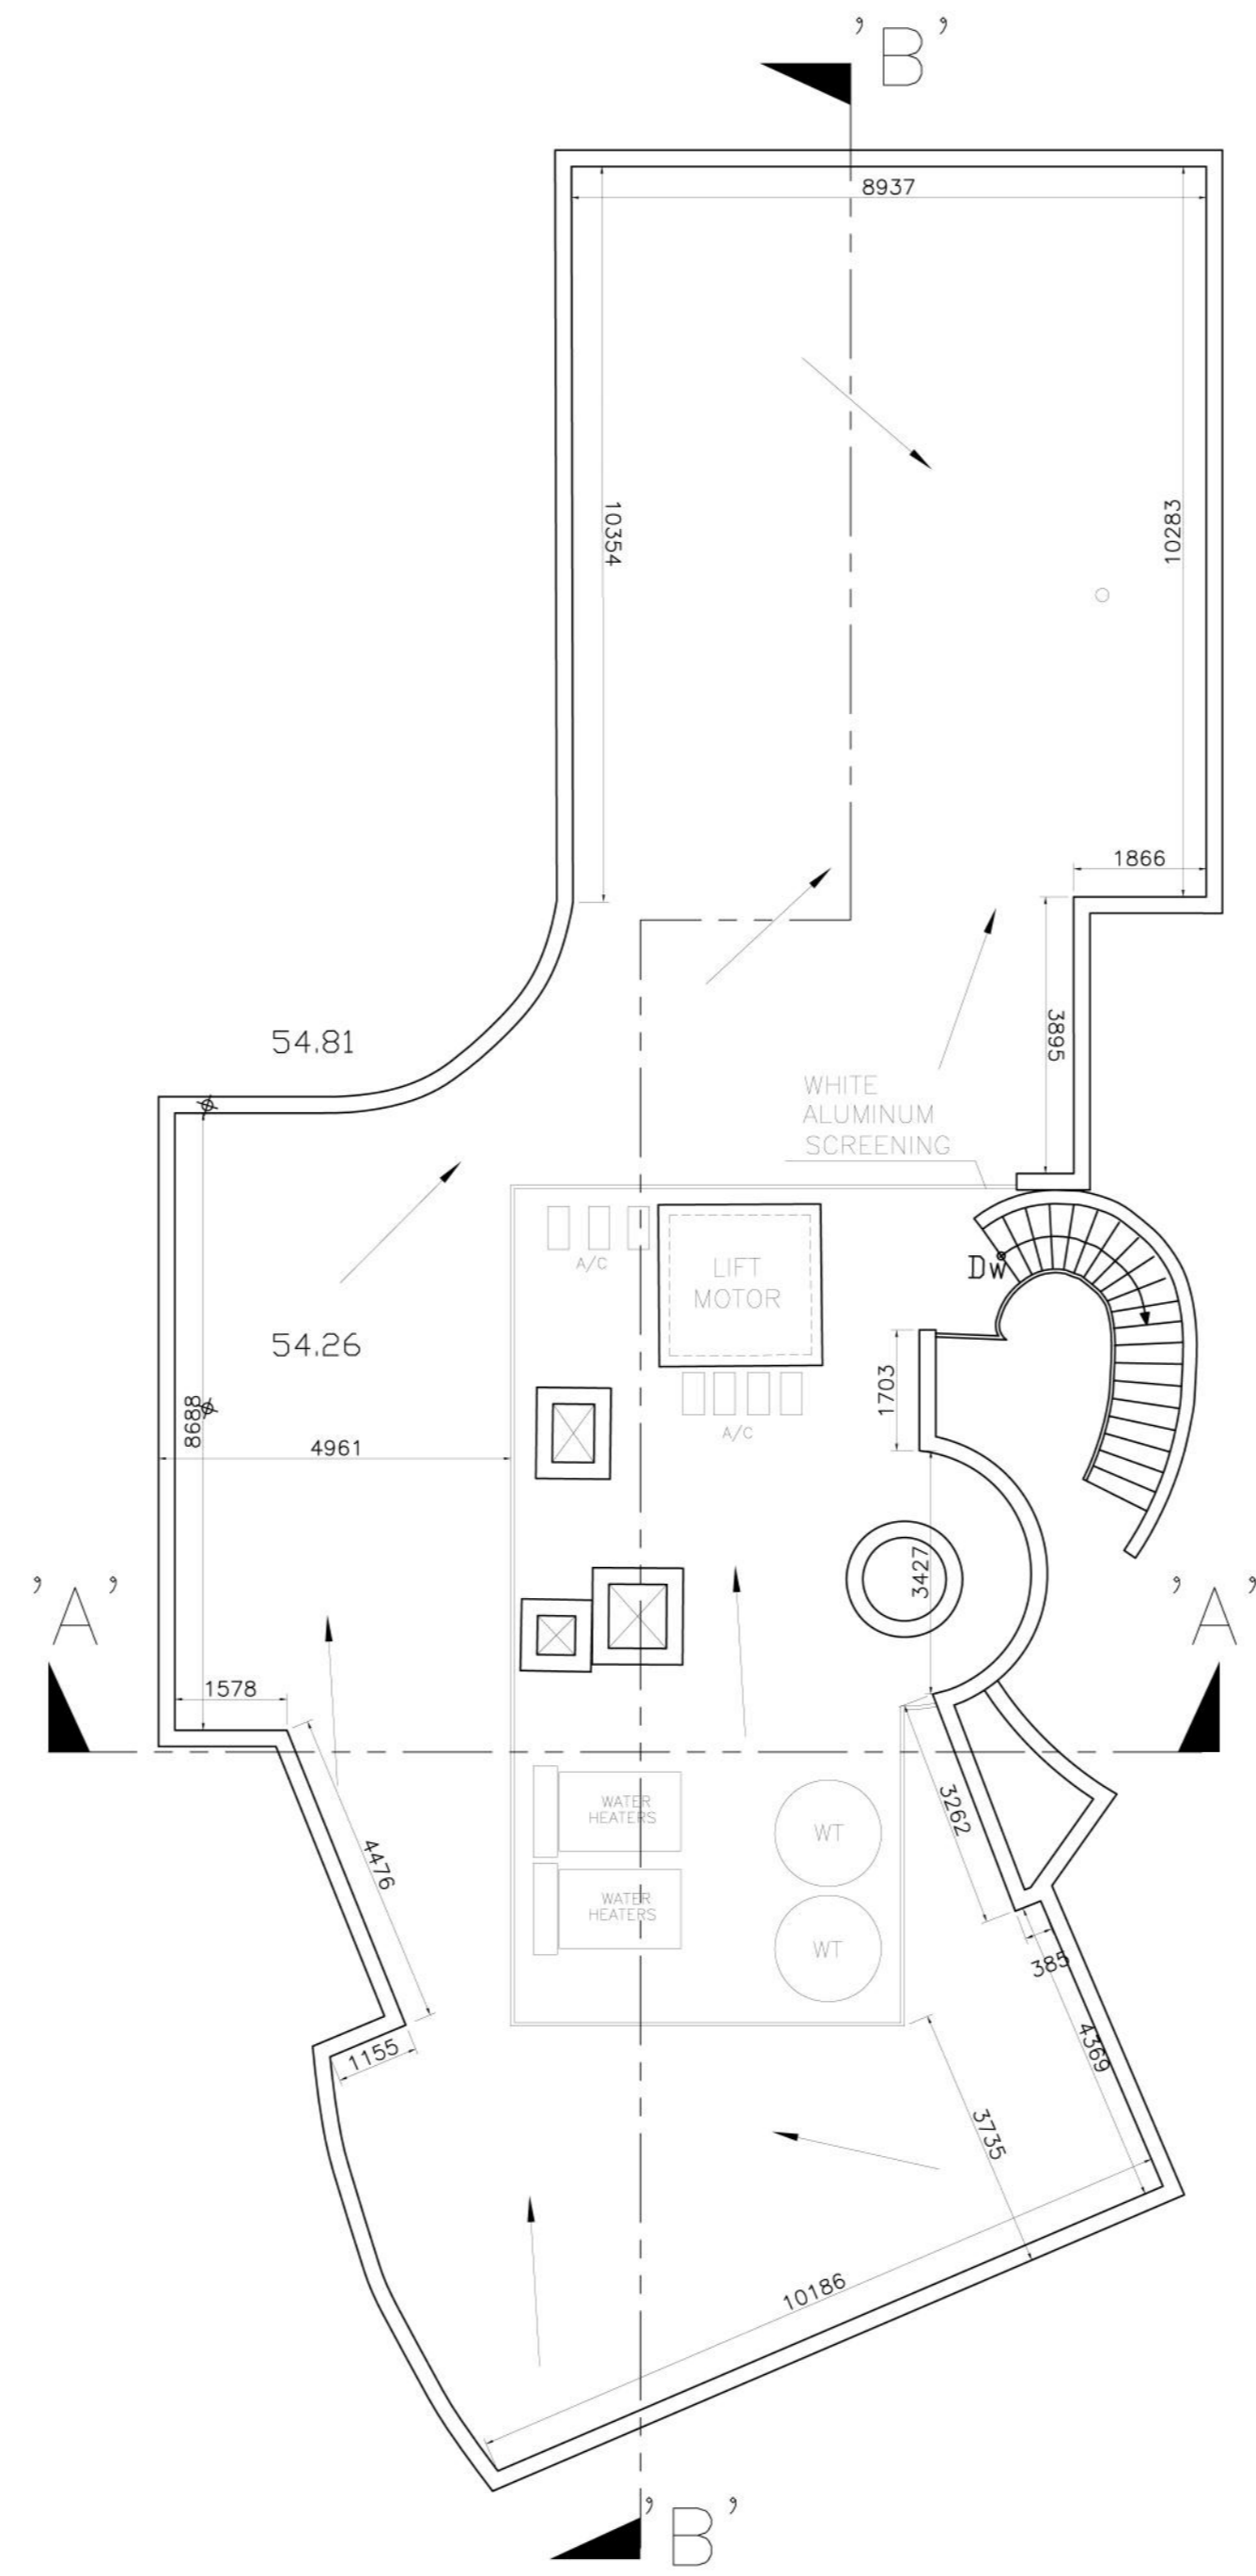 'B'
8937
10354
10283
1866
3895
54.81
WHITE
ALUMINUM
SCREENING
A/C
LIFT
MOTOR
Dw
54.26
1703
8688
A/C
4961
3427
'A'
'A'
1578
3262
WATER
HEATERS
WT
4476
WATER
HEATERS
WT
385
1155
4369
3735
10186
'B'